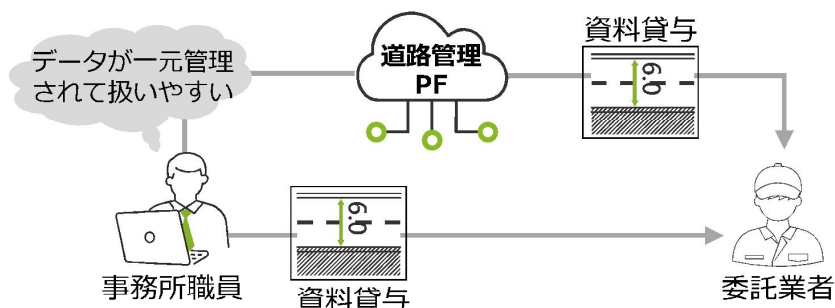 データが一元管理
されて扱いやすい
道路管理
PF
資料貸与
6.0
事務所職員
6.0
資料貸与
委託業者